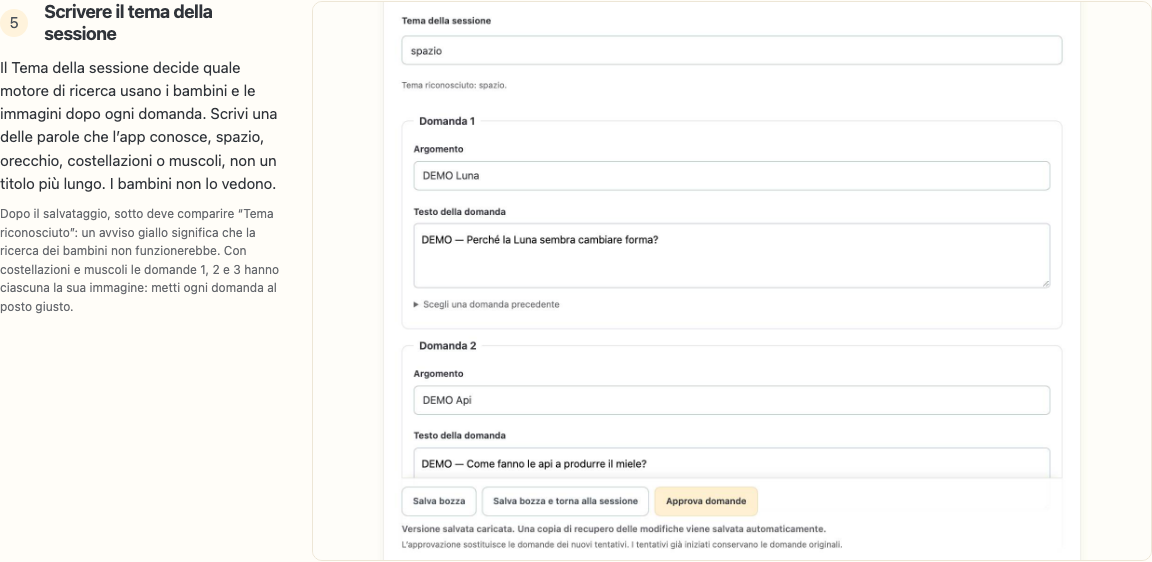 5
Scrivere il tema della
sessione
Il Tema della sessione decide quale
motore di ricerca usano i bambini e le
immagini dopo ogni domanda. Scrivi una
delle parole che l’app conosce, spazio,
orecchio, costellazioni o muscoli, non un
titolo più lungo. I bambini non lo vedono.
Dopo il salvataggio, sotto deve comparire “Tema
riconosciuto”: un avviso giallo significa che la
ricerca dei bambini non funzionerebbe. Con
costellazioni e muscoli le domande 1, 2 e 3 hanno
ciascuna la sua immagine: metti ogni domanda al
posto giusto.
Tema della sessione
spazio
Tema riconosciuto: spazio.
Domanda 1
Argomento
DEMO Luna
Testo della domanda
DEMO — Perché la Luna sembra cambiare forma?
Scegli una domanda precedente
Domanda 2
Argomento
DEMO Api
Testo della domanda
DEMO — Come fanno le api a produrre il miele?
Salva bozza
Salva bozza e torna alla sessione
Approva domande
Versione salvata caricata. Una copia di recupero delle modifiche viene salvata automaticamente.
L'approvazione sostituisce le domande dei nuovi tentativi. I tentativi già iniziati conservano le domande originali.